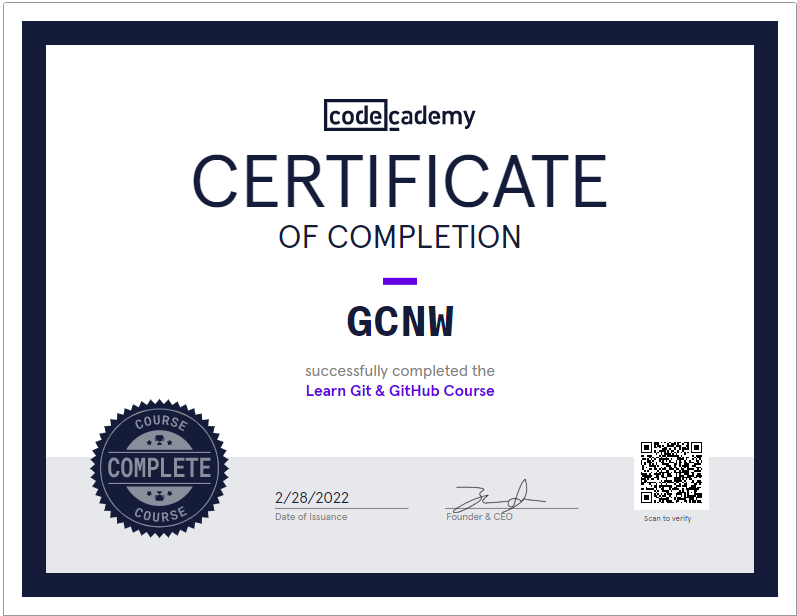 codecademy
CERTIFICATE
OF COMPLETION
GCNW
successfully completed the
Learn Git & GitHub Course
COURSE
COMPLETE
COURSE
2/28/2022
Date of Issuance
Founder & CEO
Scan to verify